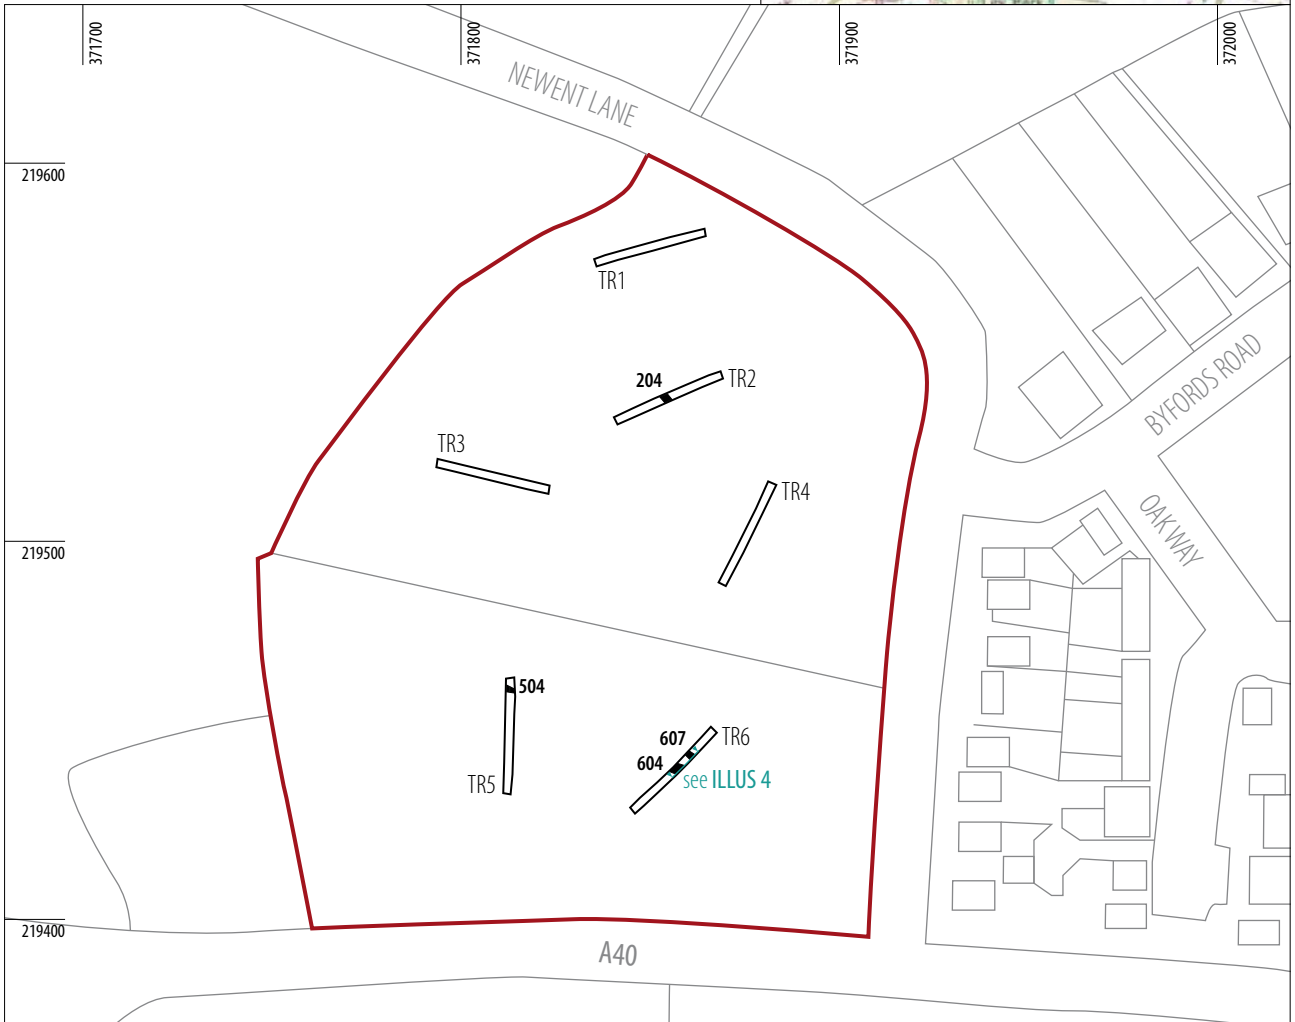 371700
371800
371900
372000
NEWENT LANE
219600
TR1
204
TR2
BYFORDS ROAD
TR3
TR4
OAKWAY
219500
504
607
TR6
604
see ILLUS 4
TR5
219400
A40